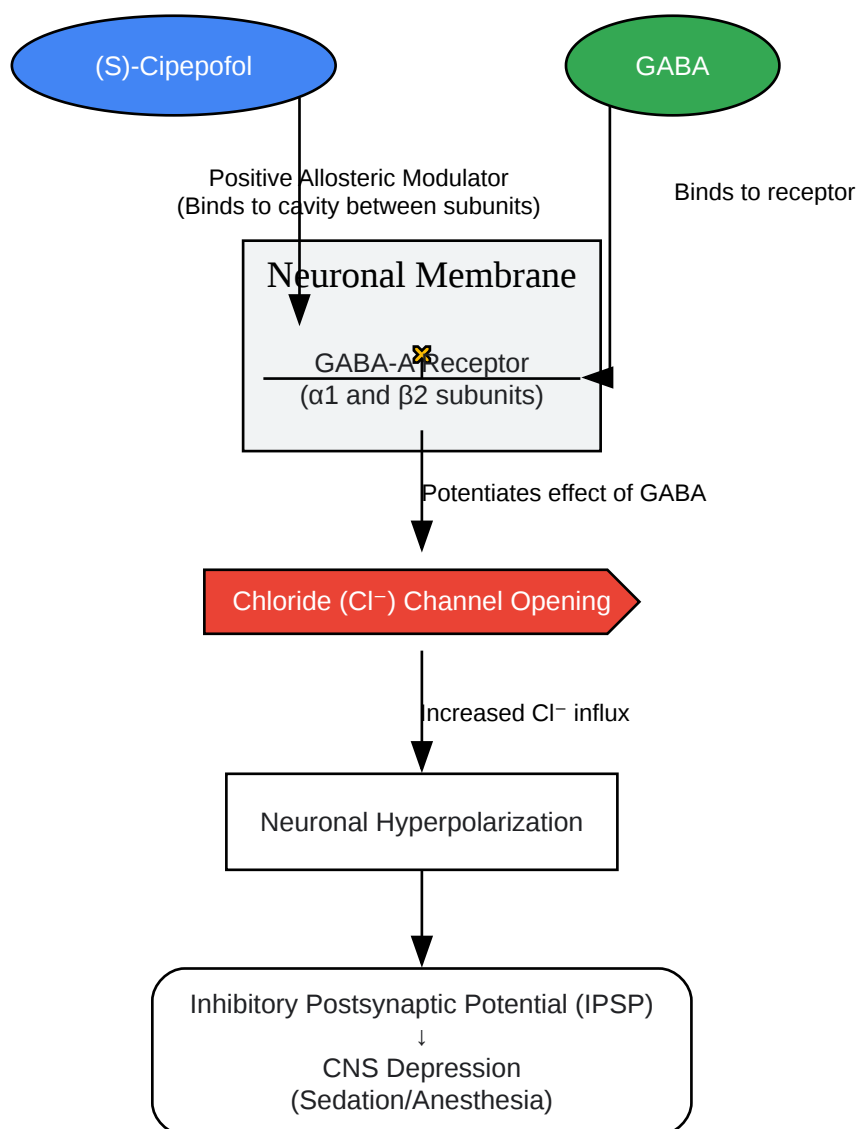 (S)-Cipepofol
GABA
Positive Allosteric Modulator
(Binds to cavity between subunits)
Binds to receptor
Neuronal Membrane
GABA-A Receptor
(α1 and β2 subunits)
Potentiates effect of GABA
Chloride (Cl⁻) Channel Opening
Increased Cl⁻ influx
Neuronal Hyperpolarization
Inhibitory Postsynaptic Potential (IPSP)
↓
CNS Depression
(Sedation/Anesthesia)